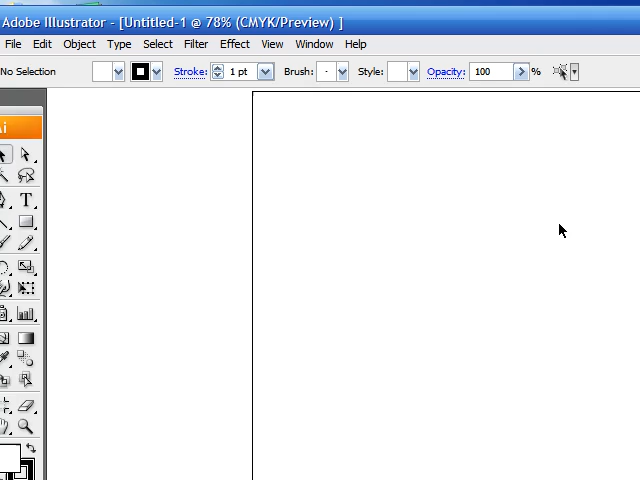 Adobe Illustrator - [Untitled-1 @ 78% (CMYK/Preview) ]
File Edit Object Type Select Filter Effect View Window Help
No Selection Stroke: 1 pt Brush: Style: Opacity: 100 %
Ai
T